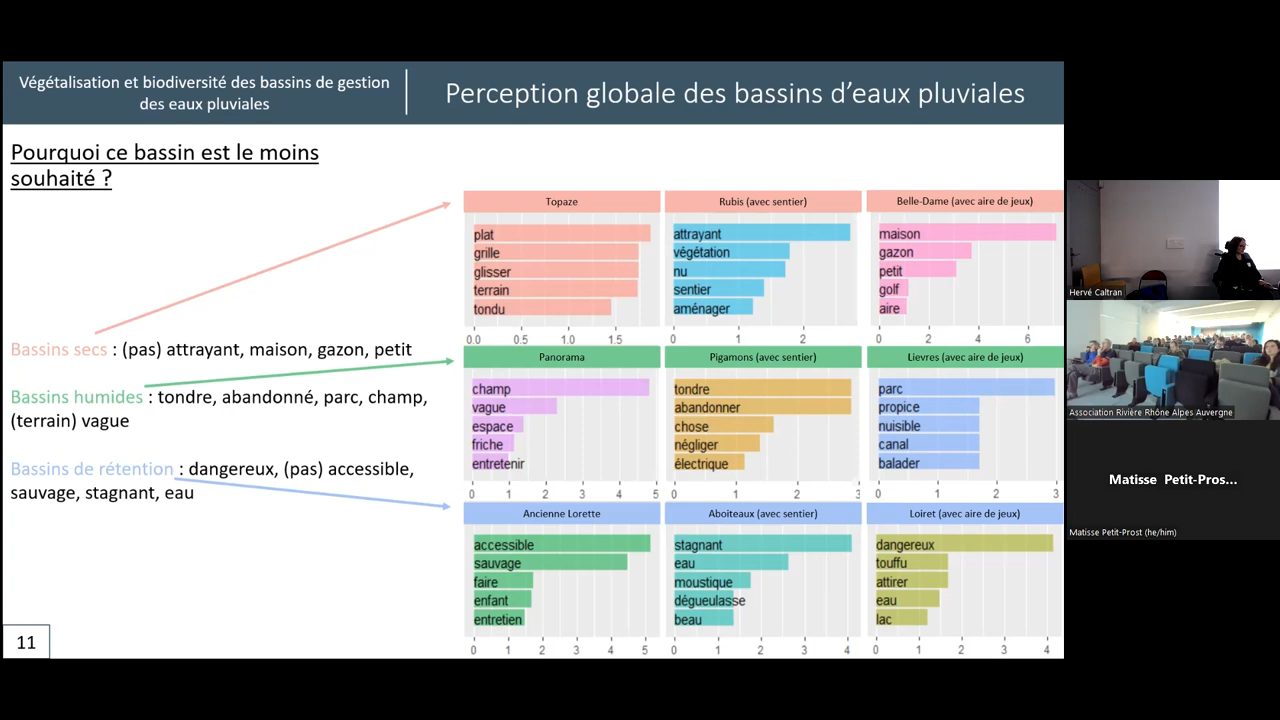 Végétalisation et biodiversité des bassins de gestion
des eaux pluviales
Perception globale des bassins d'eaux pluviales
Pourquoi ce bassin est le moins
souhaité ?
Bassins secs : (pas) attrayant, maison, gazon, petit
Bassins humides : tondre, abandonné, parc, champ,
(terrain) vague
Bassins de rétention : dangereux, (pas) accessible,
sauvage, stagnant, eau
11
Topaze
plat
grille
glisser
terrain
tondu
0.0 0.5 1.0 1.5
Rubis (avec sentier)
attrayant
végétation
nu
sentier
aménager
0 1 2 3
Belle-Dame (avec aire de jeux)
maison
gazon
petit
golf
aire
0 2 4 6
Panorama
champ
vague
espace
friche
entretenir
0 1 2 3 4 5
Pigamons (avec sentier)
tondre
abandonner
chose
négliger
électrique
0 1 2 3
Lievres (avec aire de jeux)
parc
propice
nuisible
canal
balader
0 1 2 3
Ancienne Lorette
accessible
sauvage
faire
enfant
entretien
0 1 2 3 4 5
Aboiteaux (avec sentier)
stagnant
eau
moustique
dégueulasse
beau
0 1 2 3 4
Loiret (avec aire de jeux)
dangereux
touffu
attirer
eau
lac
0 1 2 3 4
Hervé Caltran
Association Rivière Rhône Alpes Auvergne
Matisse Petit-Pros...
Matisse Petit-Prost (he/him)